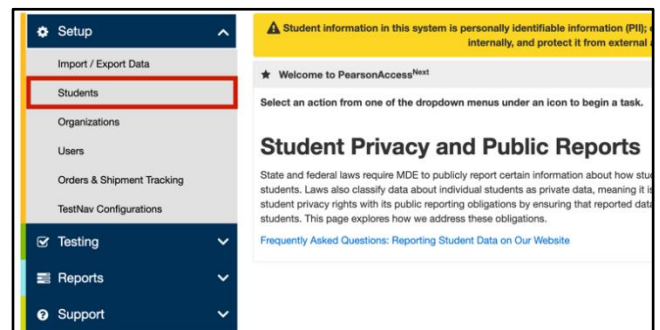 Setup
Import / Export Data
Students
Organizations
Users
Orders & Shipment Tracking
TestNav Configurations
Testing
Reports
Support
Student information in this system is personally identifiable information (PII);
internally, and protect it from external
Welcome to PearsonAccessNext
Select an action from one of the dropdown menus under an icon to begin a task.
Student Privacy and Public Reports
State and federal laws require MDE to publicly report certain information about how
students. Laws also classify data about individual students as private data, meaning it
student privacy rights with its public reporting obligations by ensuring that reported
students. This page explores how we address these obligations.
Frequently Asked Questions: Reporting Student Data on Our Website